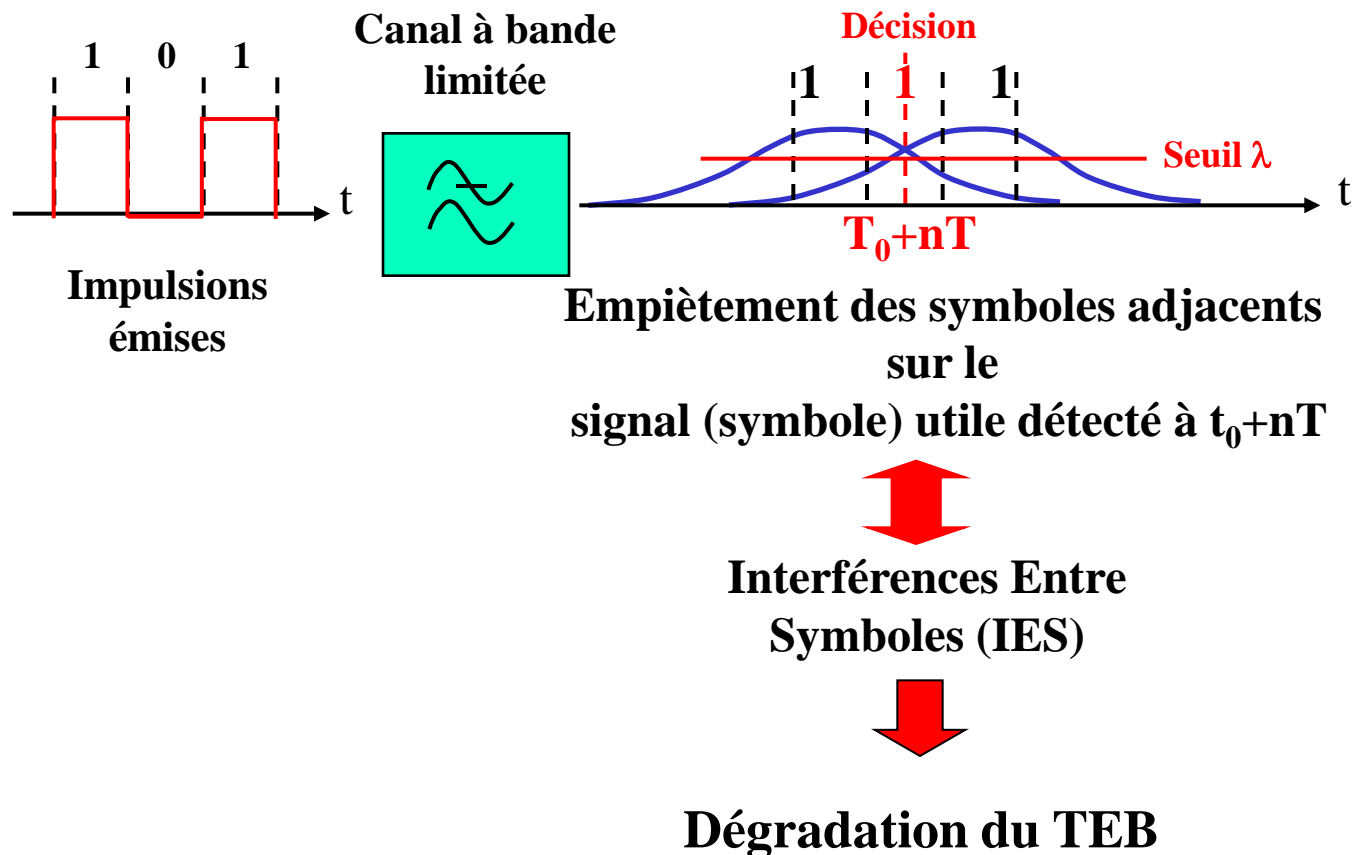 1 0 1
t
Impulsions
émises
Canal à bande
limitée
Décision
1 1 1
Seuil λ
t
T₀+nT
Empiètement des symboles adjacents
sur le
signal (symbole) utile détecté à t₀+nT
Interférences Entre
Symboles (IES)
Dégradation du TEB